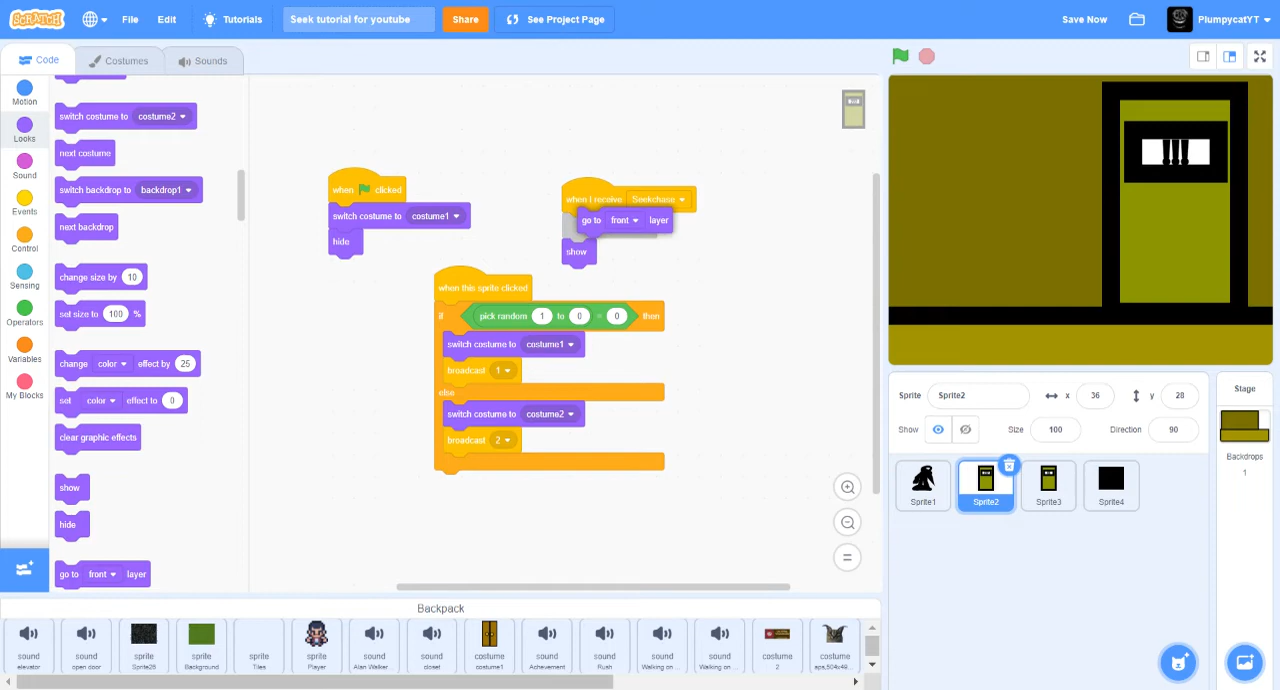 SCRATCH
File
Edit
Tutorials
Seek tutorial for youtube
Share
See Project Page
Save Now
PlumpycatYT
Code
Costumes
Sounds
Motion
Looks
Sound
Events
Control
Sensing
Operators
Variables
My Blocks
switch costume to costume2
next costume
switch backdrop to backdrop1
next backdrop
change size by 10
set size to 100 %
change color effect by 25
set color effect to 0
clear graphic effects
show
hide
go to front layer
when clicked
switch costume to costume1
hide
when I receive Seekchase
go to front layer
show
when this sprite clicked
if pick random 1 to 0 = 0 then
switch costume to costume1
broadcast 1
else
switch costume to costume2
broadcast 2
Sprite Sprite2 x 36 y 28
Show Size 100 Direction 90
Sprite1
Sprite2
Sprite3
Sprite4
Stage
Backdrops
1
Backpack
sound
elevator
sound
open door
sprite
Sprite26
sprite
Background
sprite
Tiles
sprite
Player
sound
Alan Walker...
sound
closet
costume
costume1
sound
Achevement
sound
Rush
sound
Walking on ...
sound
Walking on ...
costume
2
costume
aps,504x49...